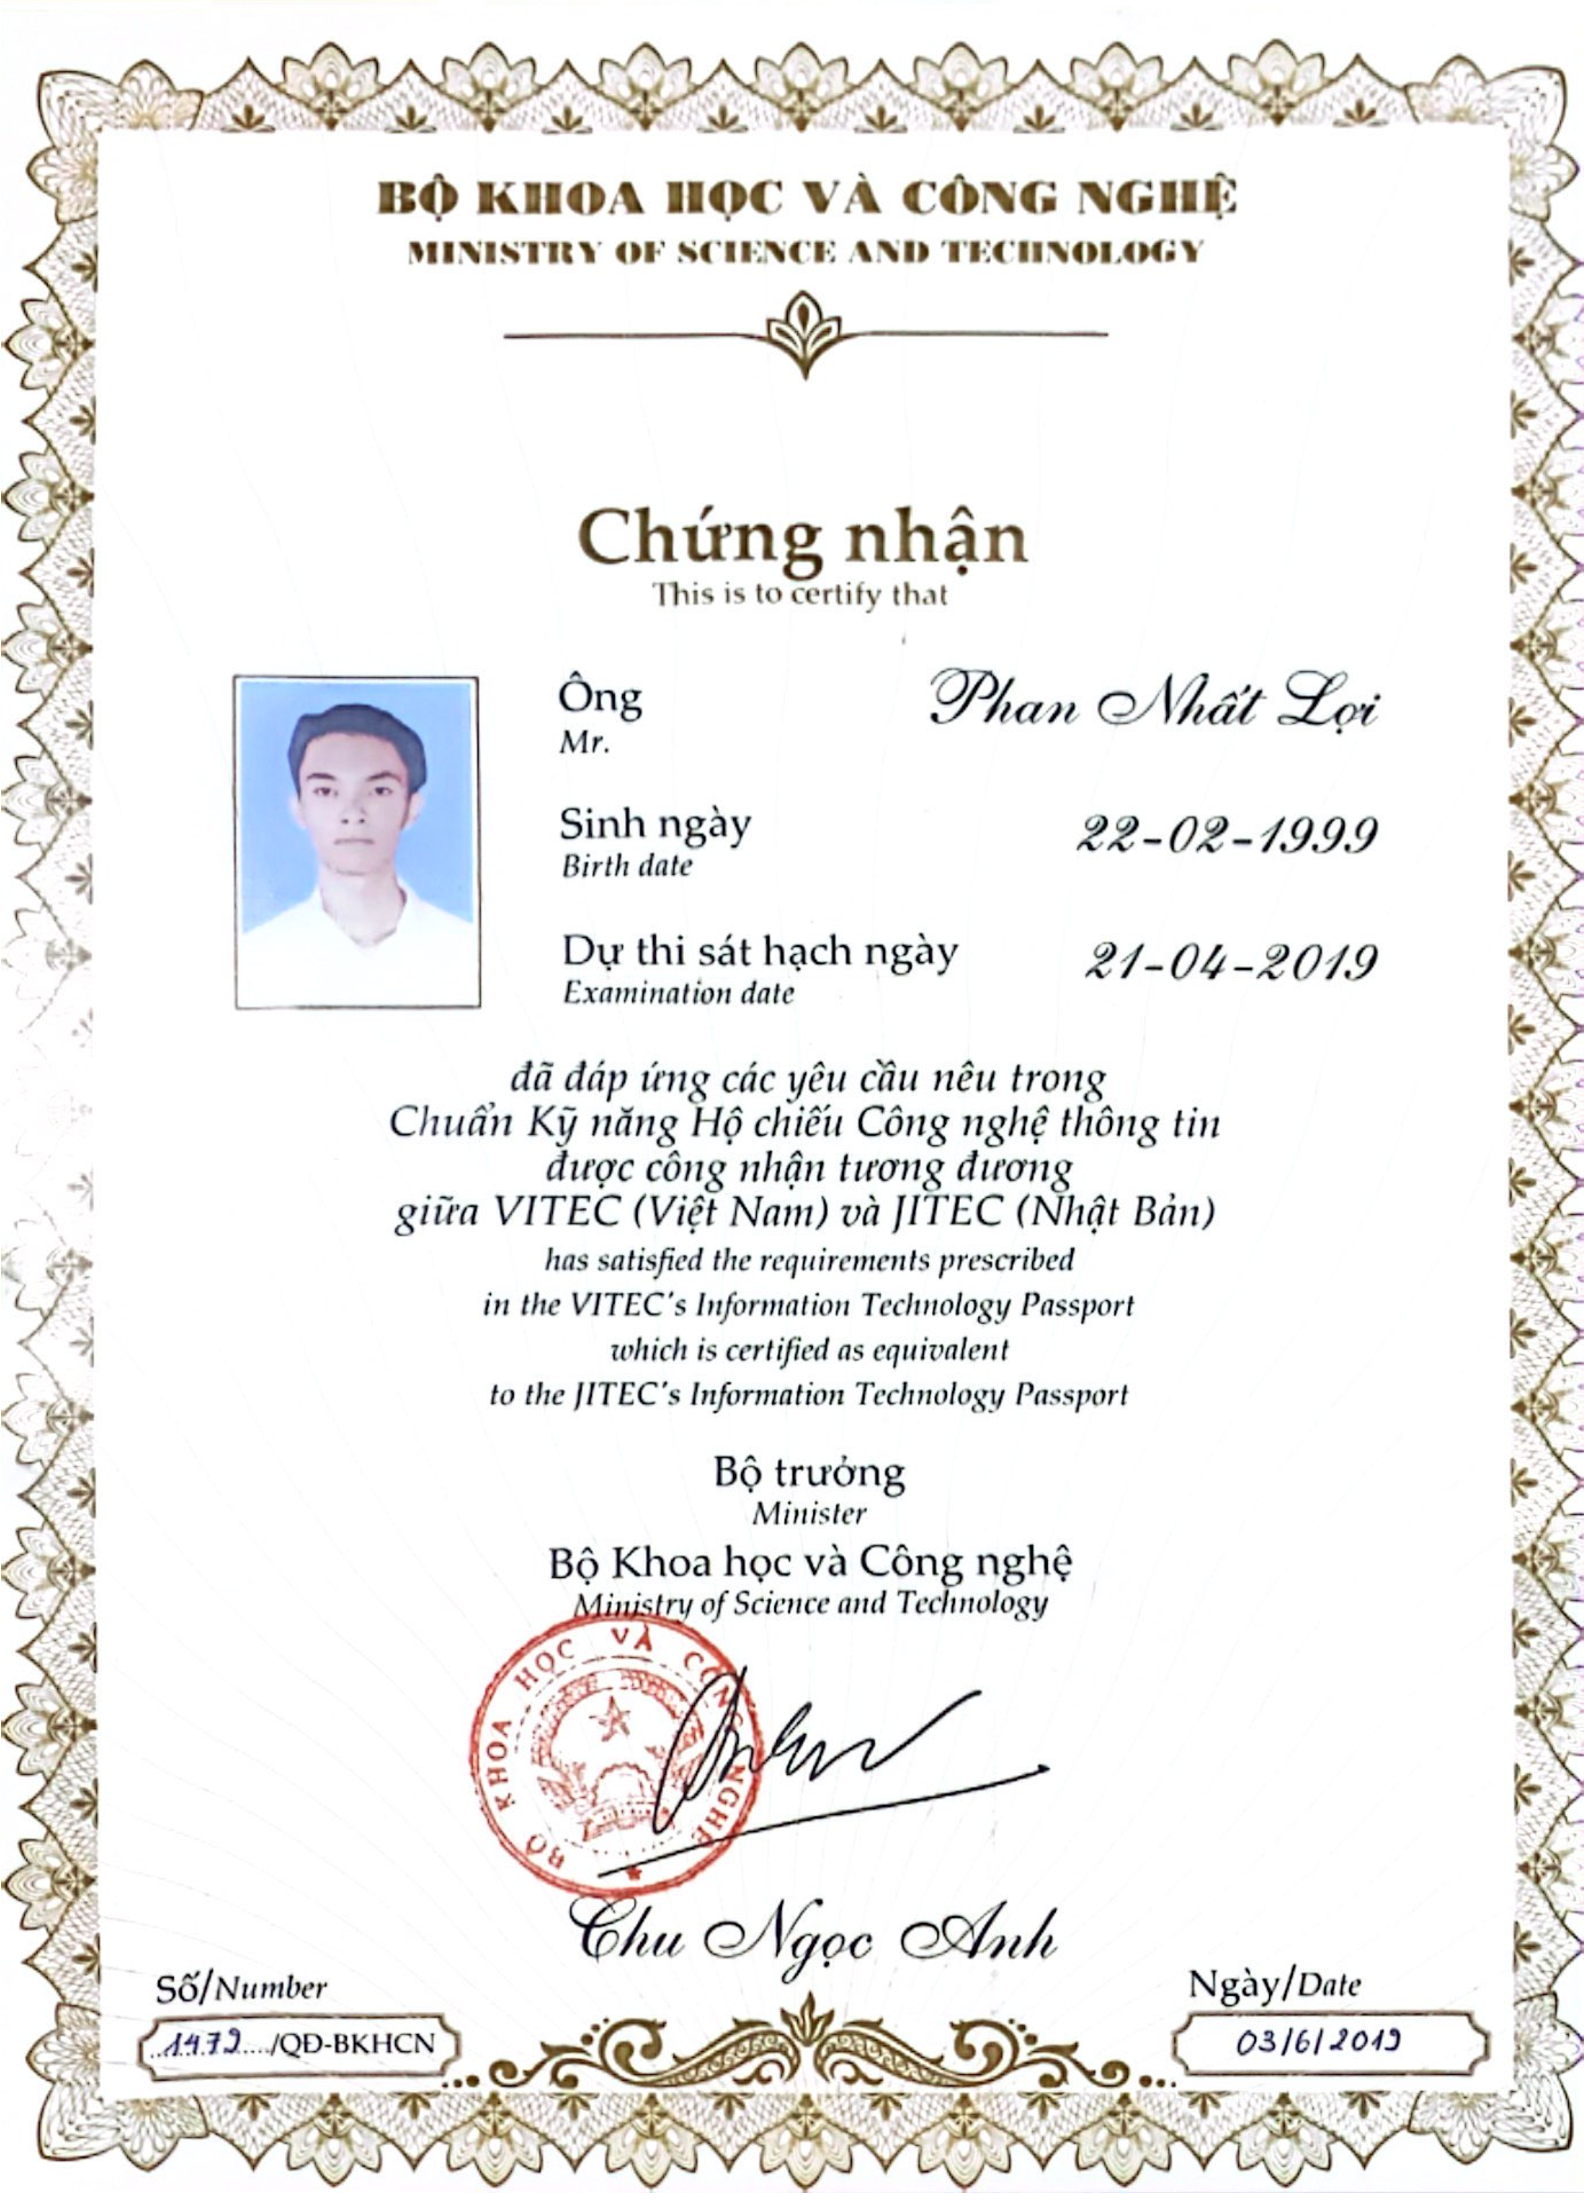 BỘ KHOA HỌC VÀ CÔNG NGHỆ
MINISTRY OF SCIENCE AND TECHNOLOGY
Chứng nhận
This is to certify that
Ông Phan Nhất Lợi
Mr.
Sinh ngày 22-02-1999
Birth date
Dự thi sát hạch ngày 21-04-2019
Examination date
đã đáp ứng các yêu cầu nêu trong
Chuẩn Kỹ năng Hộ chiếu Công nghệ thông tin
được công nhận tương đương
giữa VITEC (Việt Nam) và JITEC (Nhật Bản)
has satisfied the requirements prescribed
in the VITEC's Information Technology Passport
which is certified as equivalent
to the JITEC's Information Technology Passport
Bộ trưởng
Minister
Bộ Khoa học và Công nghệ
Ministry of Science and Technology
BỘ KHOA HỌC VÀ CÔNG NGHỆ
Chu Ngọc Anh
Số/Number
..1479..../QĐ-BKHCN
Ngày/Date
03/6/2019